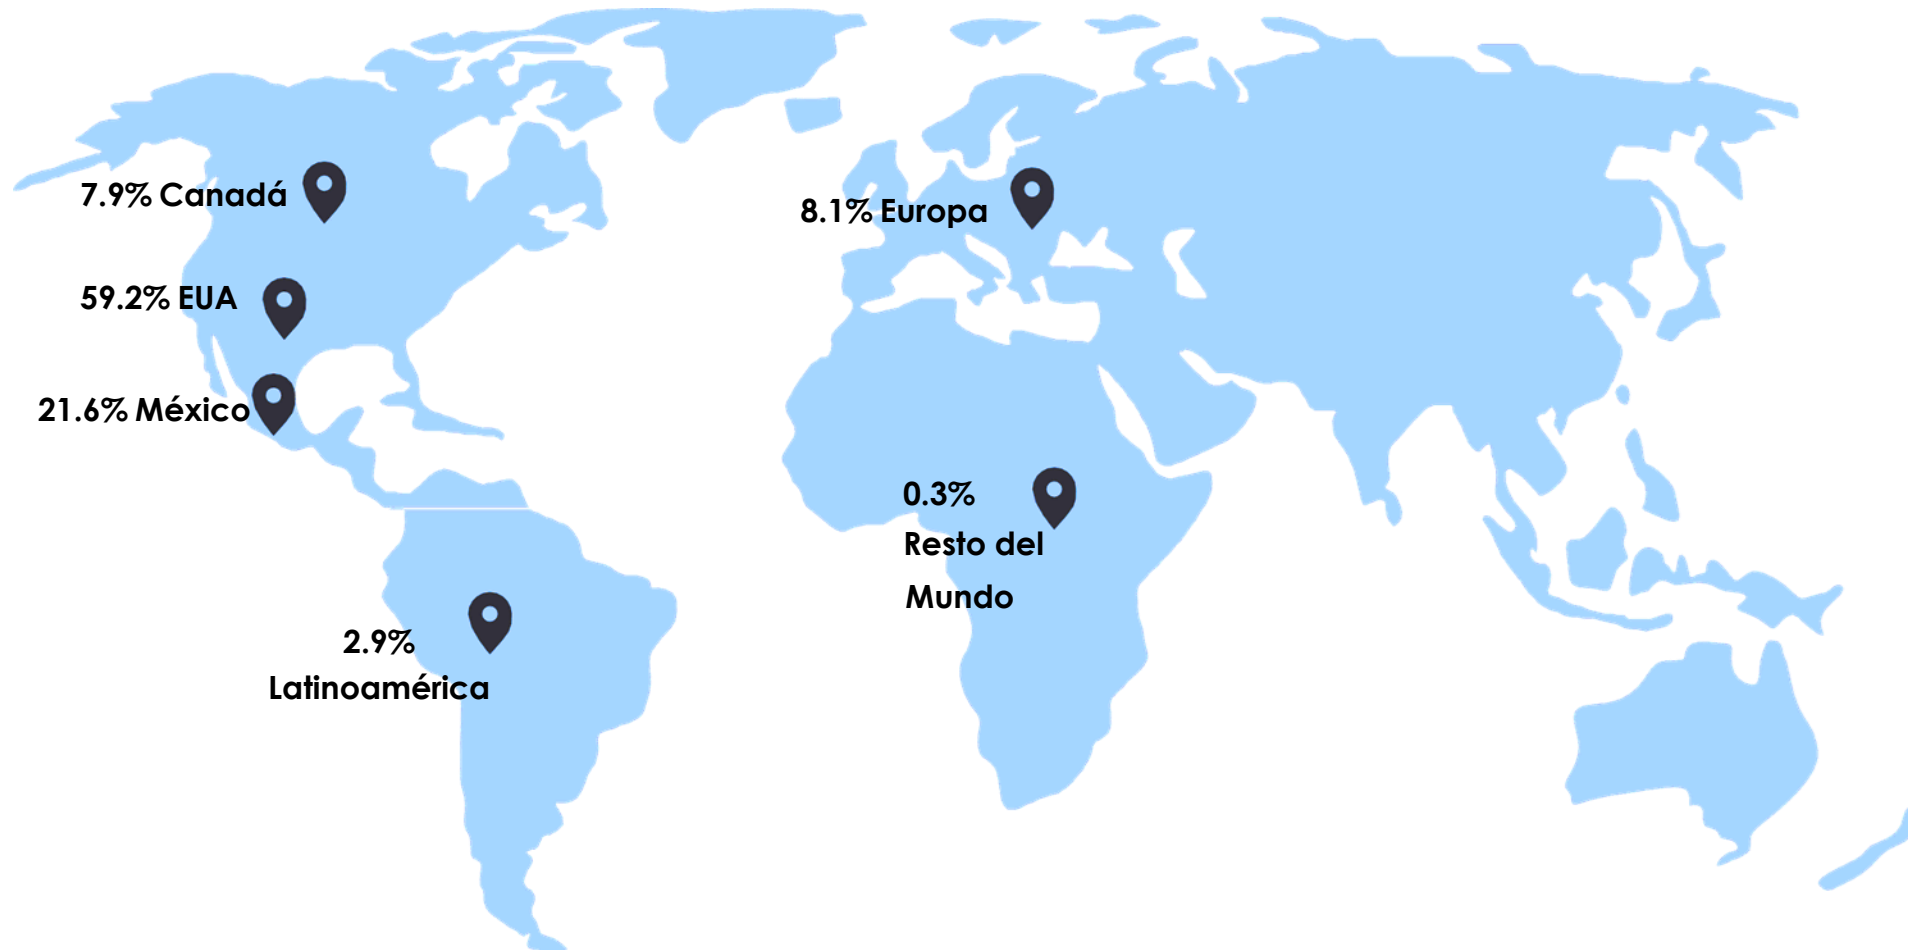 7.9% Canadá
8.1% Europa
59.2% EUA
21.6% México
0.3%
Resto del
Mundo
2.9%
Latinoamérica